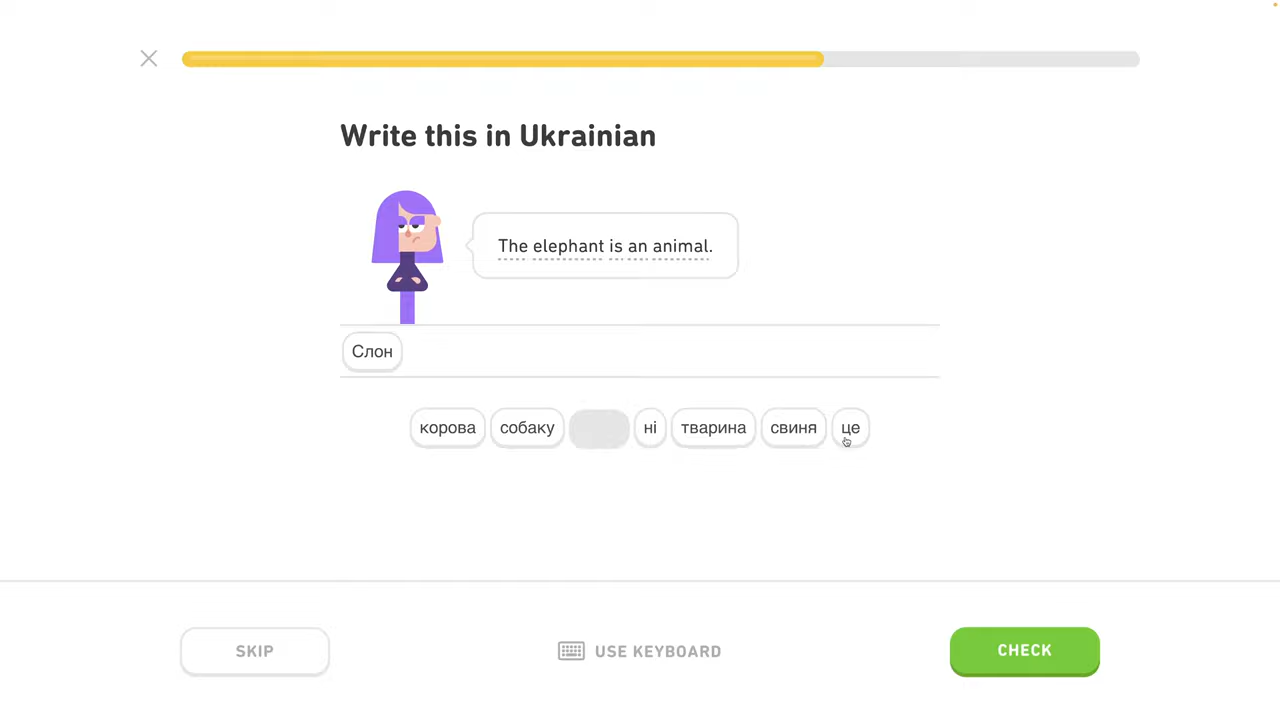 Write this in Ukrainian
The elephant is an animal.
Слон
корова собаку ні тварина свиня це
SKIP USE KEYBOARD CHECK